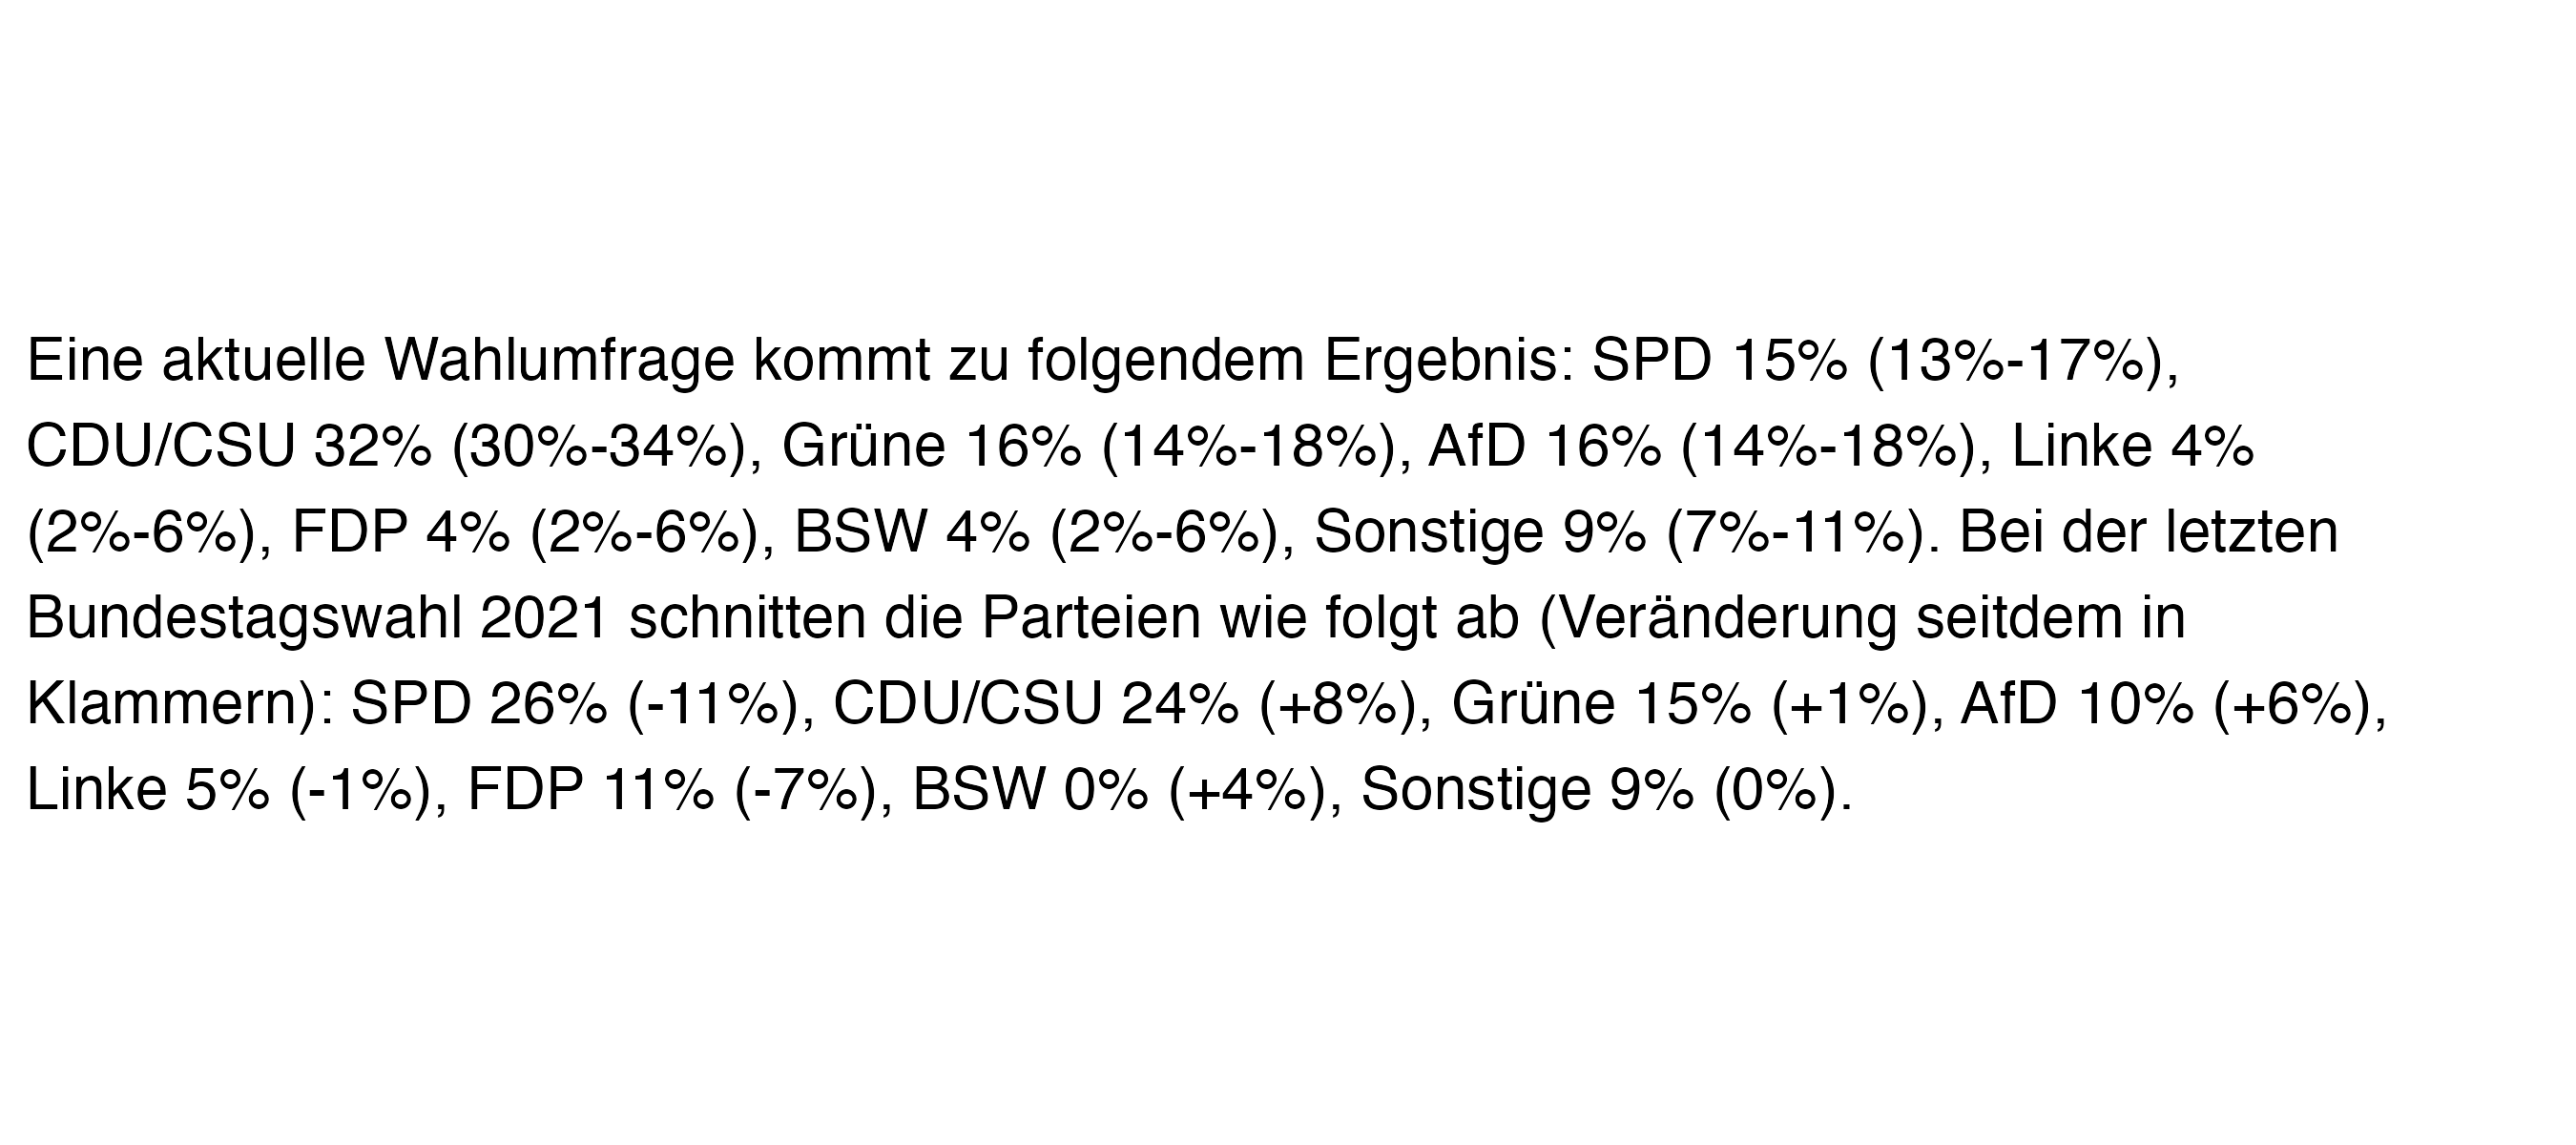 Eine aktuelle Wahlumfrage kommt zu folgendem Ergebnis: SPD 15% (13%-17%),
CDU/CSU 32% (30%-34%), Grüne 16% (14%-18%), AfD 16% (14%-18%), Linke 4%
(2%-6%), FDP 4% (2%-6%), BSW 4% (2%-6%), Sonstige 9% (7%-11%). Bei der letzten
Bundestagswahl 2021 schnitten die Parteien wie folgt ab (Veränderung seitdem in
Klammern): SPD 26% (-11%), CDU/CSU 24% (+8%), Grüne 15% (+1%), AfD 10% (+6%),
Linke 5% (-1%), FDP 11% (-7%), BSW 0% (+4%), Sonstige 9% (0%).